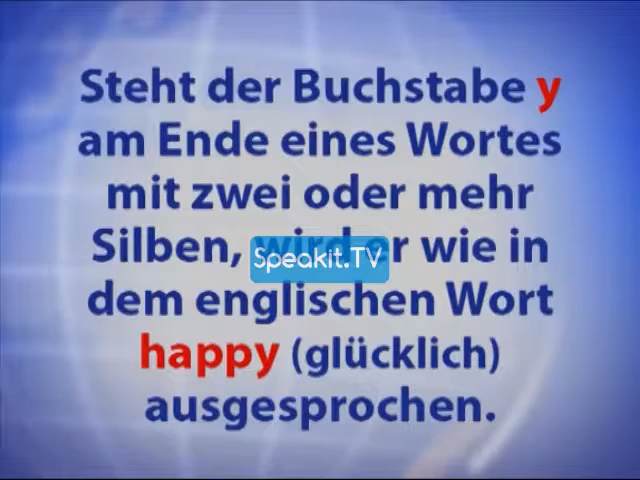 Steht der Buchstabe y
am Ende eines Wortes
mit zwei oder mehr
Silben, wird er wie in
Speakit.TV
dem englischen Wort
happy (glücklich)
ausgesprochen.